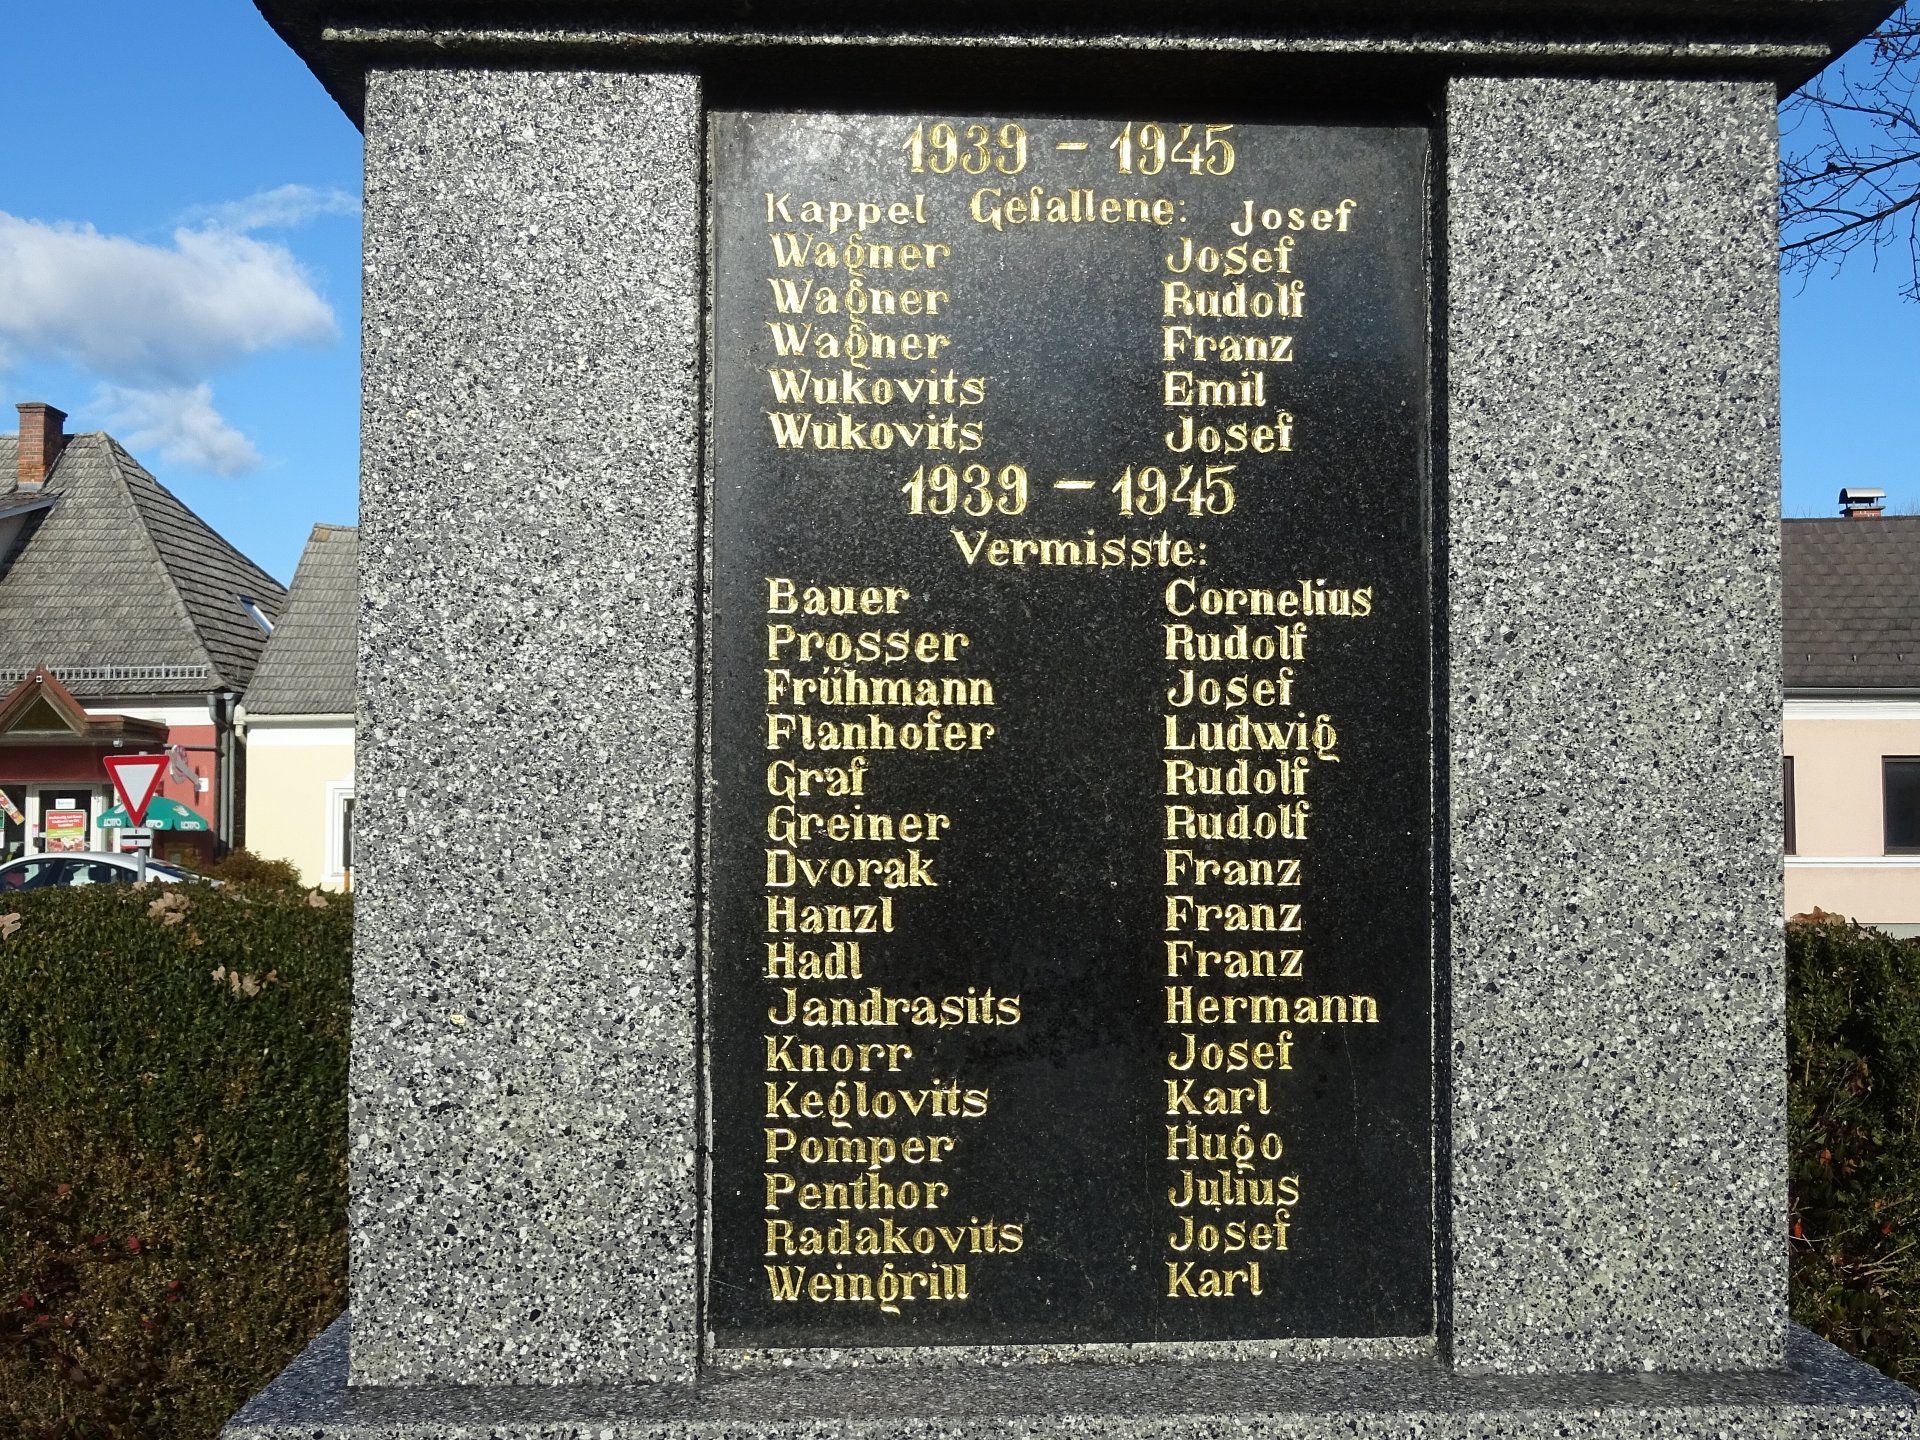 1939 – 1945
Kappel Gefallene: Josef
Wagner Josef
Wagner Rudolf
Wagner Franz
Wukovits Emil
Wukovits Josef
1939 – 1945
Vermisste:
Bauer Cornelius
Prosser Rudolf
Frühmann Josef
Flanhofer Ludwig
Graf Rudolf
Greiner Rudolf
Dvorak Franz
Hanzl Franz
Hadl Franz
Jandrasits Hermann
Knorr Josef
Keglovits Karl
Pomper Hugo
Penthor Julius
Radakovits Josef
Weingrill Karl
LOTTO
LOTTO